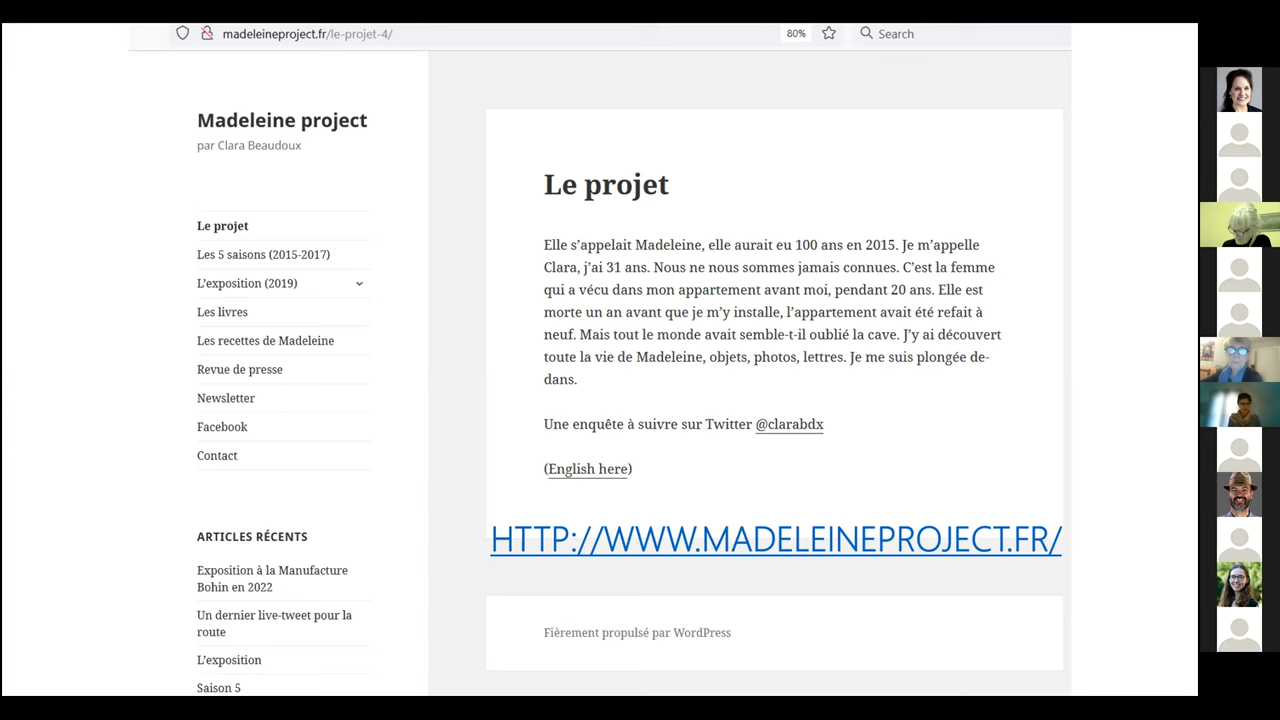 madeleineproject.fr/le-projet-4/
80%
Search
Madeleine project
par Clara Beaudoux
Le projet
Les 5 saisons (2015-2017)
L'exposition (2019)
Les livres
Les recettes de Madeleine
Revue de presse
Newsletter
Facebook
Contact
ARTICLES RÉCENTS
Exposition à la Manufacture
Bohin en 2022
Un dernier live-tweet pour la
route
L'exposition
Saison 5
Le projet
Elle s'appelait Madeleine, elle aurait eu 100 ans en 2015. Je m'appelle
Clara, j'ai 31 ans. Nous ne nous sommes jamais connues. C'est la femme
qui a vécu dans mon appartement avant moi, pendant 20 ans. Elle est
morte un an avant que je m'y installe, l'appartement avait été refait à
neuf. Mais tout le monde avait semble-t-il oublié la cave. J'y ai découvert
toute la vie de Madeleine, objets, photos, lettres. Je me suis plongée de-
dans.
Une enquête à suivre sur Twitter @clarabdx
(English here)
HTTP://WWW.MADELEINEPROJECT.FR/
Fièrement propulsé par WordPress